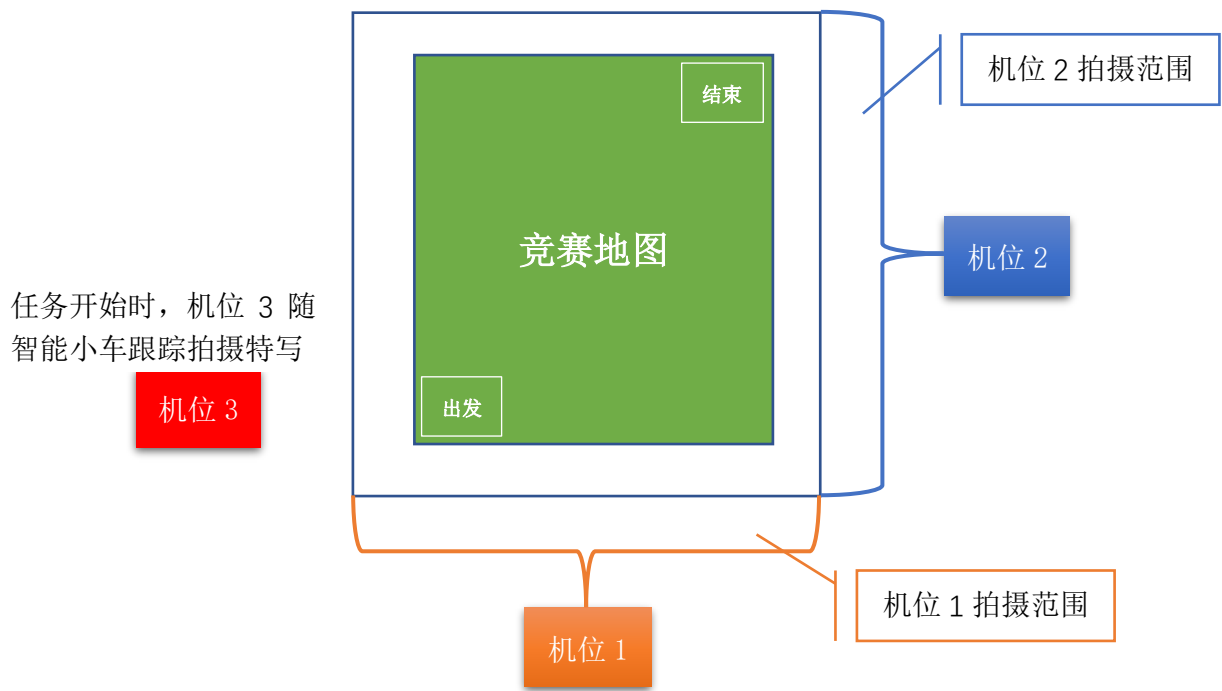 结束
机位 2 拍摄范围
竞赛地图
机位 2
任务开始时，机位 3 随
智能小车跟踪拍摄特写
机位 3
出发
机位 1 拍摄范围
机位 1